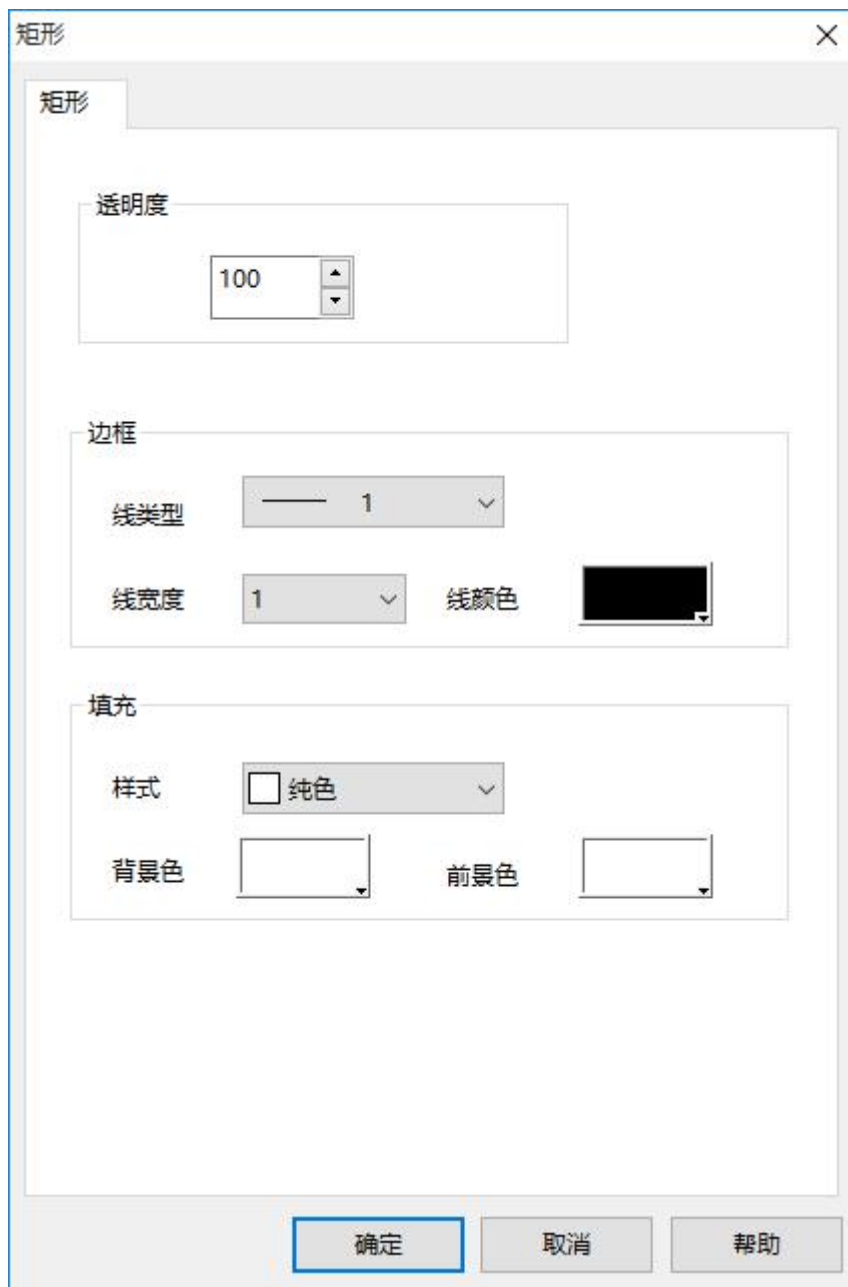 矩形
矩形
透明度
100
边框
线类型 1
线宽度 1 线颜色
填充
样式 纯色
背景色 前景色
确定 取消 帮助